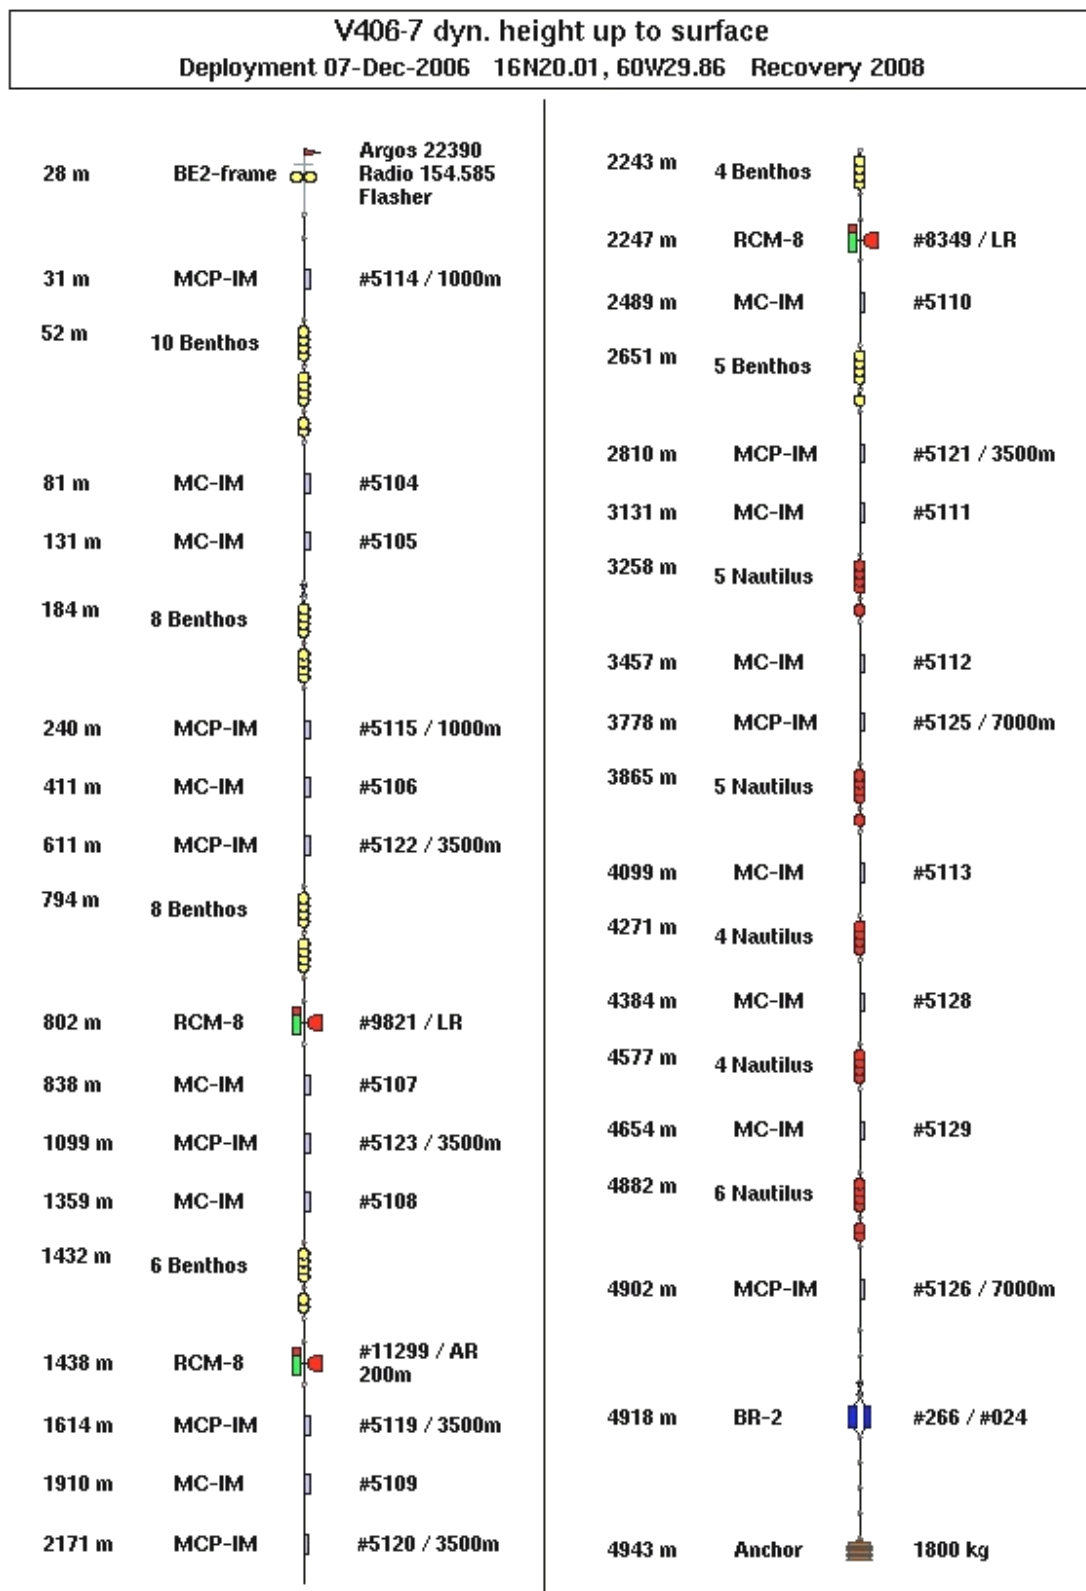 V406-7 dyn. height up to surface
Deployment 07-Dec-2006 16N20.01, 60W29.86 Recovery 2008
28 m BE2-frame Argos 22390
Radio 154.585
Flasher
31 m MCP-IM #5114 / 1000m
52 m 10 Benthos
81 m MC-IM #5104
131 m MC-IM #5105
184 m 8 Benthos
240 m MCP-IM #5115 / 1000m
411 m MC-IM #5106
611 m MCP-IM #5122 / 3500m
794 m 8 Benthos
802 m RCM-8 #9821 / LR
838 m MC-IM #5107
1099 m MCP-IM #5123 / 3500m
1359 m MC-IM #5108
1432 m 6 Benthos
1438 m RCM-8 #11299 / AR
200m
1614 m MCP-IM #5119 / 3500m
1910 m MC-IM #5109
2171 m MCP-IM #5120 / 3500m
2243 m 4 Benthos
2247 m RCM-8 #8349 / LR
2489 m MC-IM #5110
2651 m 5 Benthos
2810 m MCP-IM #5121 / 3500m
3131 m MC-IM #5111
3258 m 5 Nautilus
3457 m MC-IM #5112
3778 m MCP-IM #5125 / 7000m
3865 m 5 Nautilus
4099 m MC-IM #5113
4271 m 4 Nautilus
4384 m MC-IM #5128
4577 m 4 Nautilus
4654 m MC-IM #5129
4882 m 6 Nautilus
4902 m MCP-IM #5126 / 7000m
4918 m BR-2 #266 / #024
4943 m Anchor 1800 kg